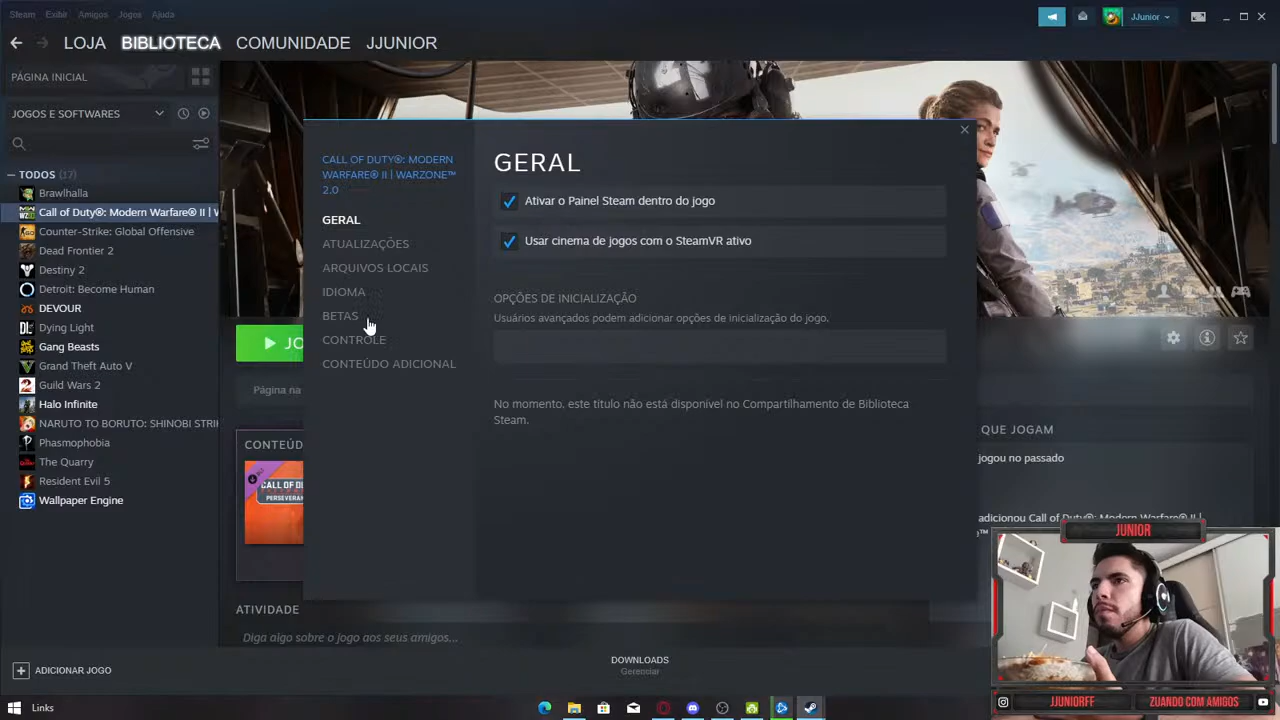 Steam Exibir Amigos Jogos Ajuda
JJunior
LOJA BIBLIOTECA COMUNIDADE JJUNIOR
PÁGINA INICIAL
JOGOS E SOFTWARES
TODOS (17)
Brawlhalla
Call of Duty®: Modern Warfare® II | W
Counter-Strike: Global Offensive
Dead Frontier 2
Destiny 2
Detroit: Become Human
DEVOUR
Dying Light
Gang Beasts
Grand Theft Auto V
Guild Wars 2
Halo Infinite
NARUTO TO BORUTO: SHINOBI STRIK
Phasmophobia
The Quarry
Resident Evil 5
Wallpaper Engine
ADICIONAR JOGO
JO
Página na
CONTEÚD
CALL OF DUTY
PERSEVERAN
ATIVIDADE
Diga algo sobre o jogo aos seus amigos...
CALL OF DUTY®: MODERN
WARFARE® II | WARZONE™
2.0
GERAL
ATUALIZAÇÕES
ARQUIVOS LOCAIS
IDIOMA
BETAS
CONTROLE
CONTEÚDO ADICIONAL
GERAL
Ativar o Painel Steam dentro do jogo
Usar cinema de jogos com o SteamVR ativo
OPÇÕES DE INICIALIZAÇÃO
Usuários avançados podem adicionar opções de inicialização do jogo.
No momento, este título não está disponível no Compartilhamento de Biblioteca
Steam.
QUE JOGAM
jogou no passado
adicionou Call of Duty®: Modern Warfare® II |
DOWNLOADS
Gerenciar
JUNIOR
JJUNIORFF ZUANDO COM AMIGOS
Links